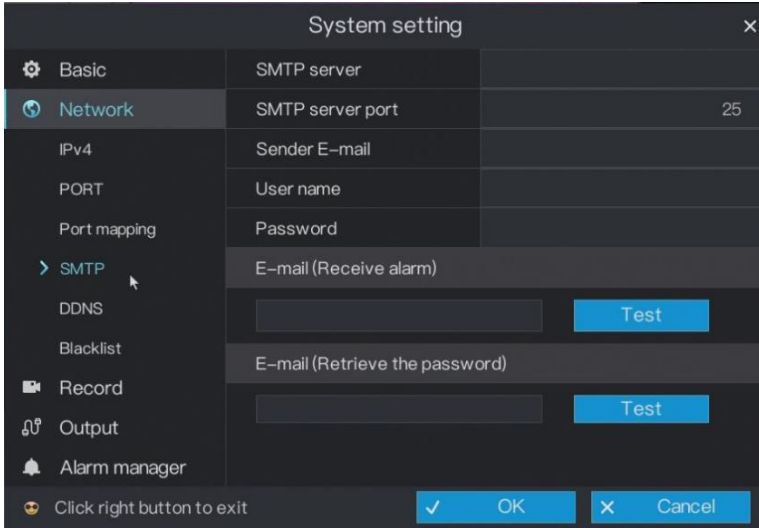 System setting
Basic
Network
IPv4
PORT
Port mapping
SMTP
DDNS
Blacklist
Record
Output
Alarm manager
SMTP server
SMTP server port 25
Sender E-mail
User name
Password
E-mail (Receive alarm)
Test
E-mail (Retrieve the password)
Test
Click right button to exit
OK
Cancel